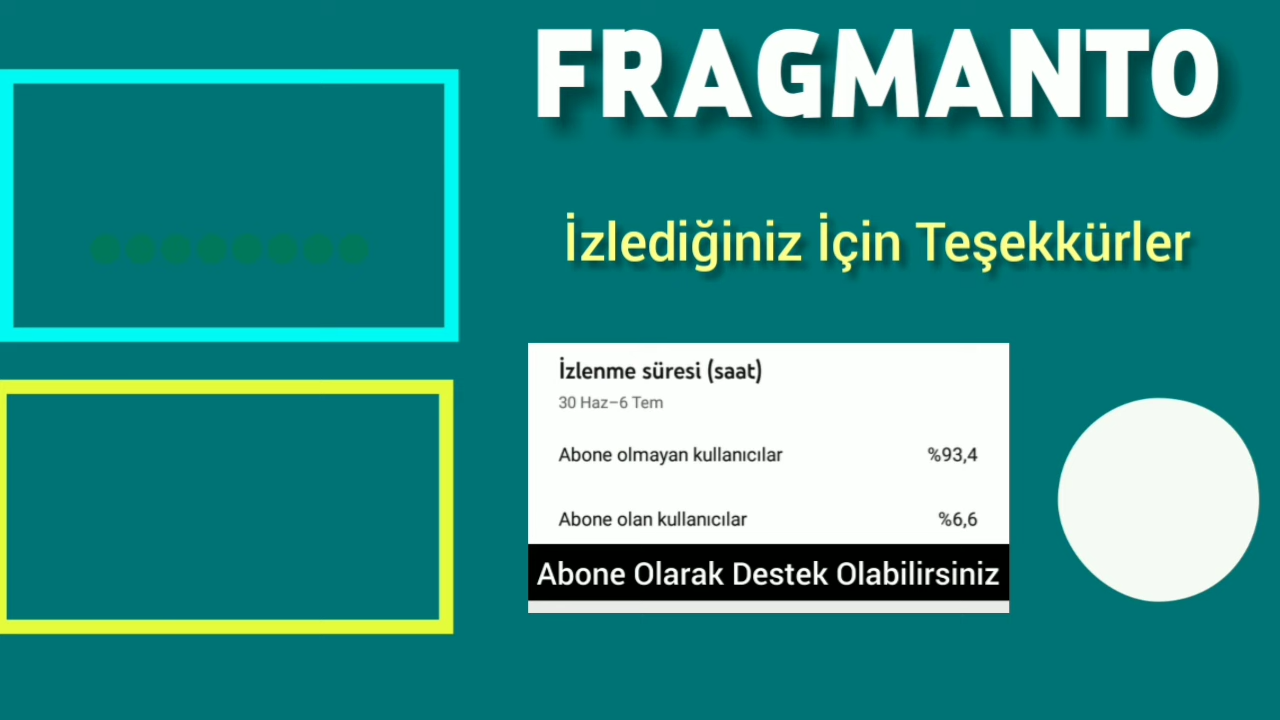 FRAGMANTO
İzlediğiniz İçin Teşekkürler
İzlenme süresi (saat)
30 Haz–6 Tem
Abone olmayan kullanıcılar %93,4
Abone olan kullanıcılar %6,6
Abone Olarak Destek Olabilirsiniz